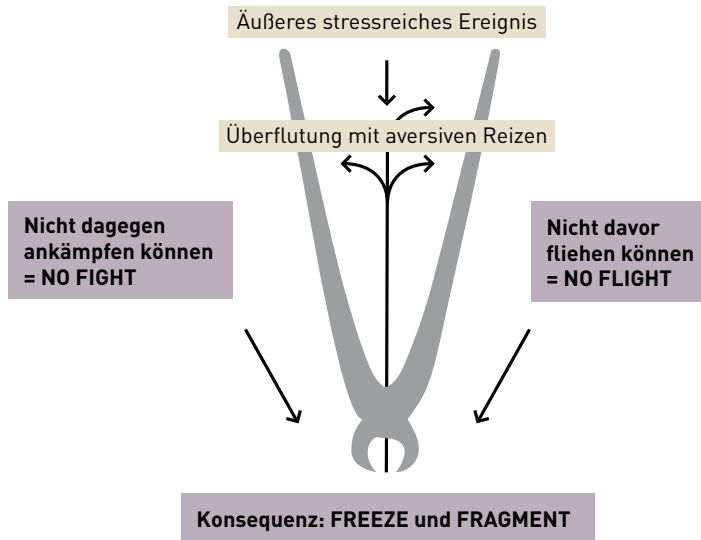 Äußeres stressreiches Ereignis
Überflutung mit aversiven Reizen
Nicht dagegen
ankämpfen können
= NO FIGHT
Nicht davor
fliehen können
= NO FLIGHT
Konsequenz: FREEZE und FRAGMENT